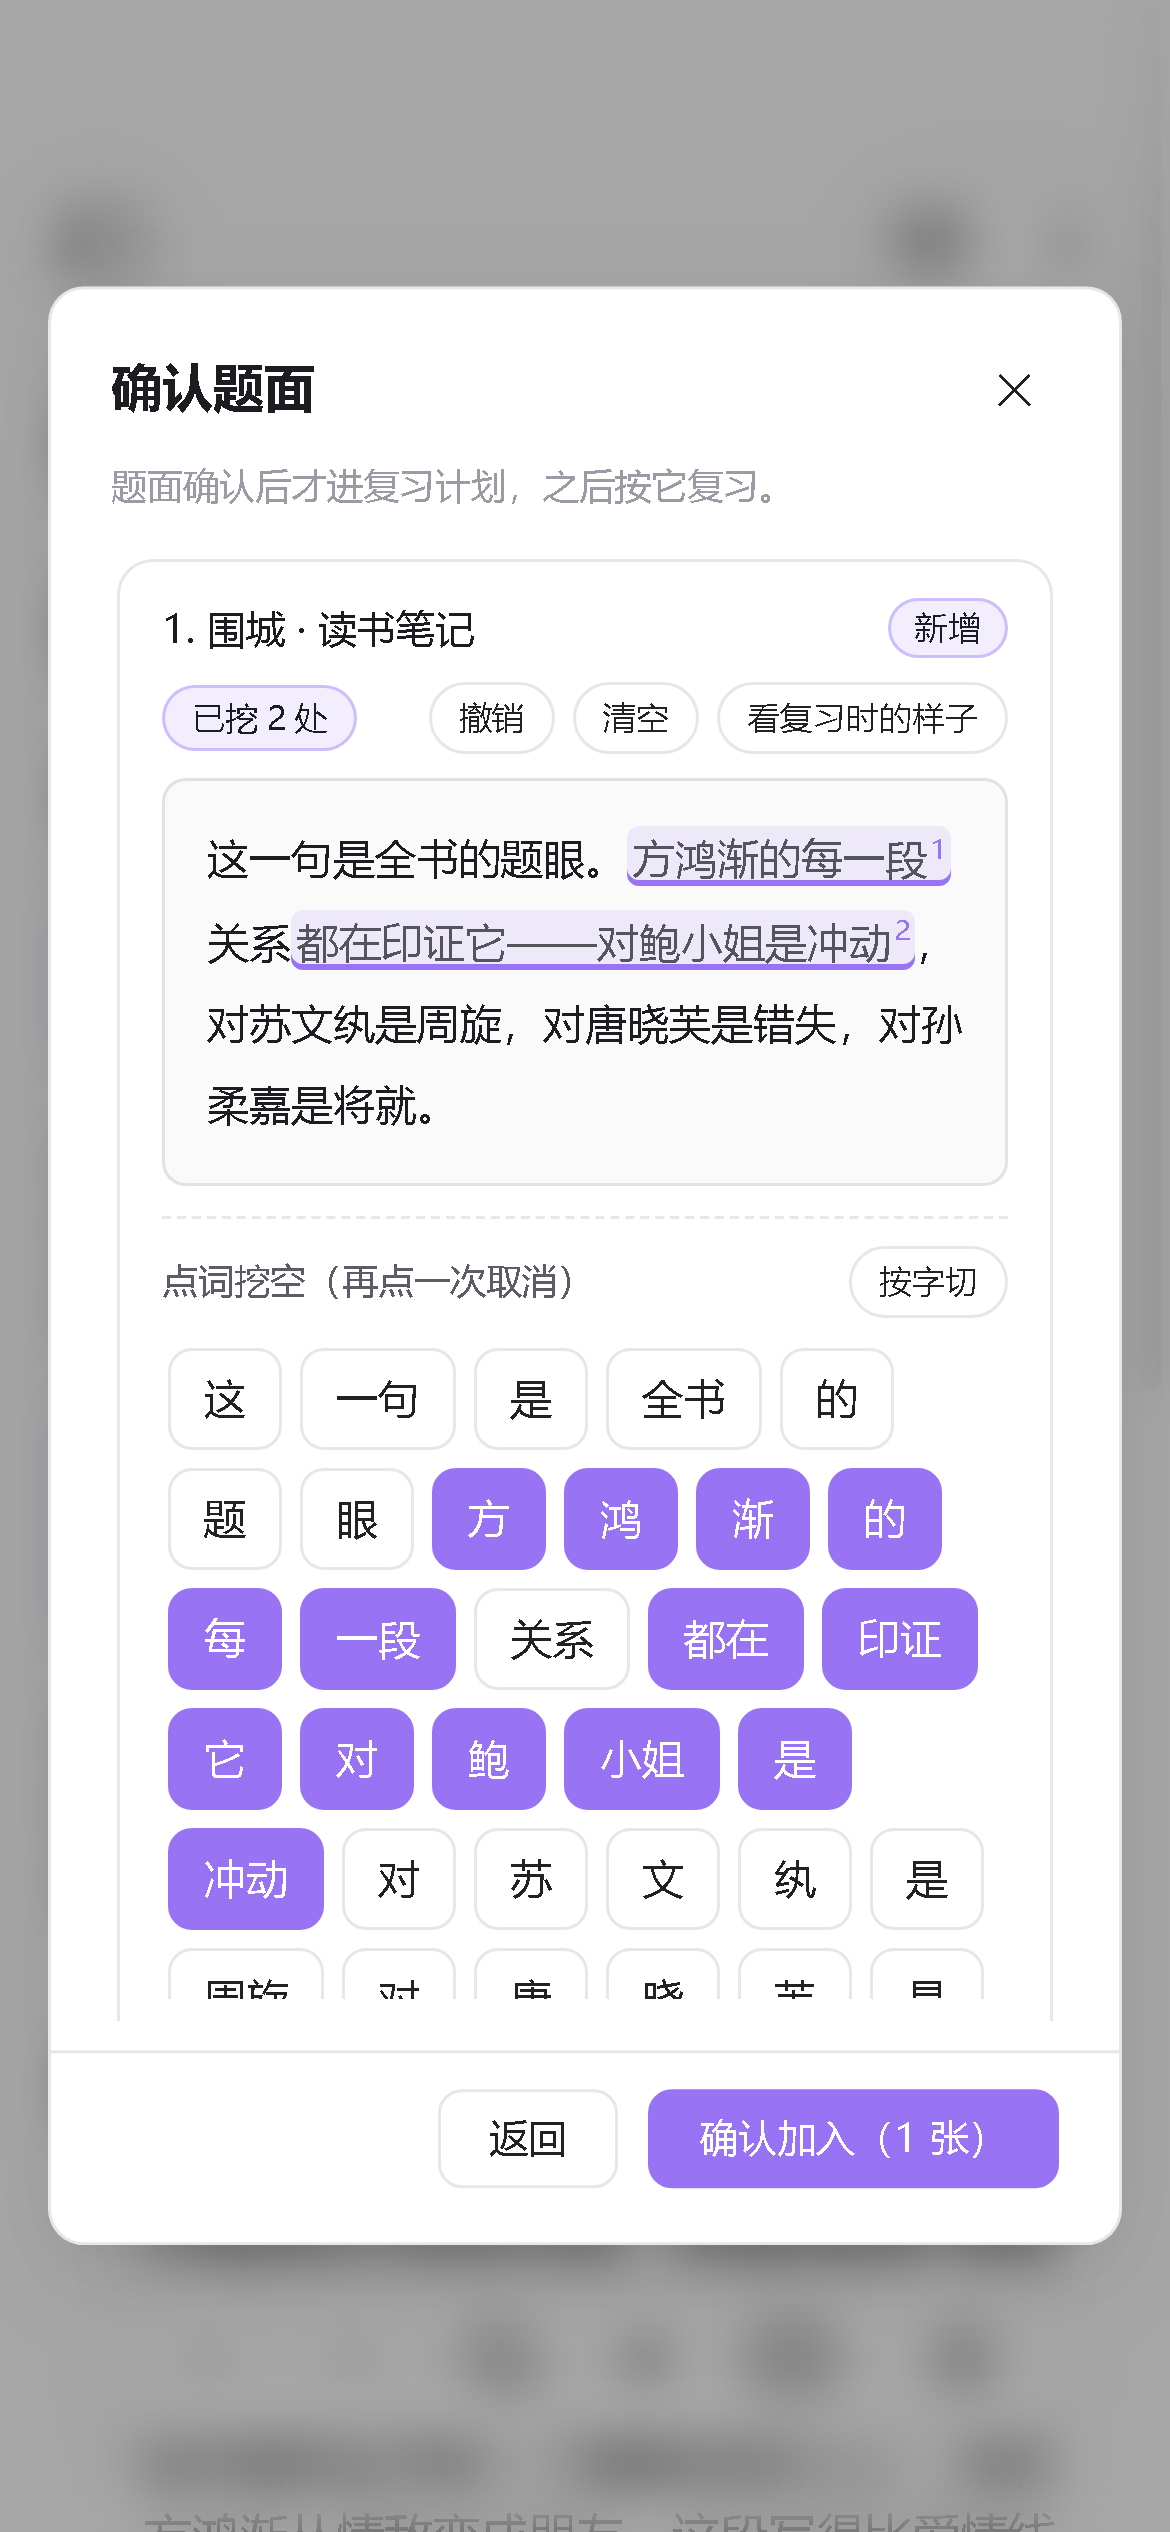 确认题面
题面确认后才进复习计划，之后按它复习。
1. 围城 · 读书笔记
新增
已挖 2 处
撤销
清空
看复习时的样子
这一句是全书的题眼。方鸿渐的每一段1
关系都在印证它——对鲍小姐是冲动2，
对苏文纨是周旋，对唐晓芙是错失，对孙
柔嘉是将就。
点词挖空（再点一次取消）
按字切
这 一句 是 全书 的
题 眼 方 鸿 渐 的
每 一段 关系 都在 印证
它 对 鲍 小姐 是
冲动 对 苏 文 纨 是
周旋 对 唐 晓 芙 是
返回
确认加入（1 张）